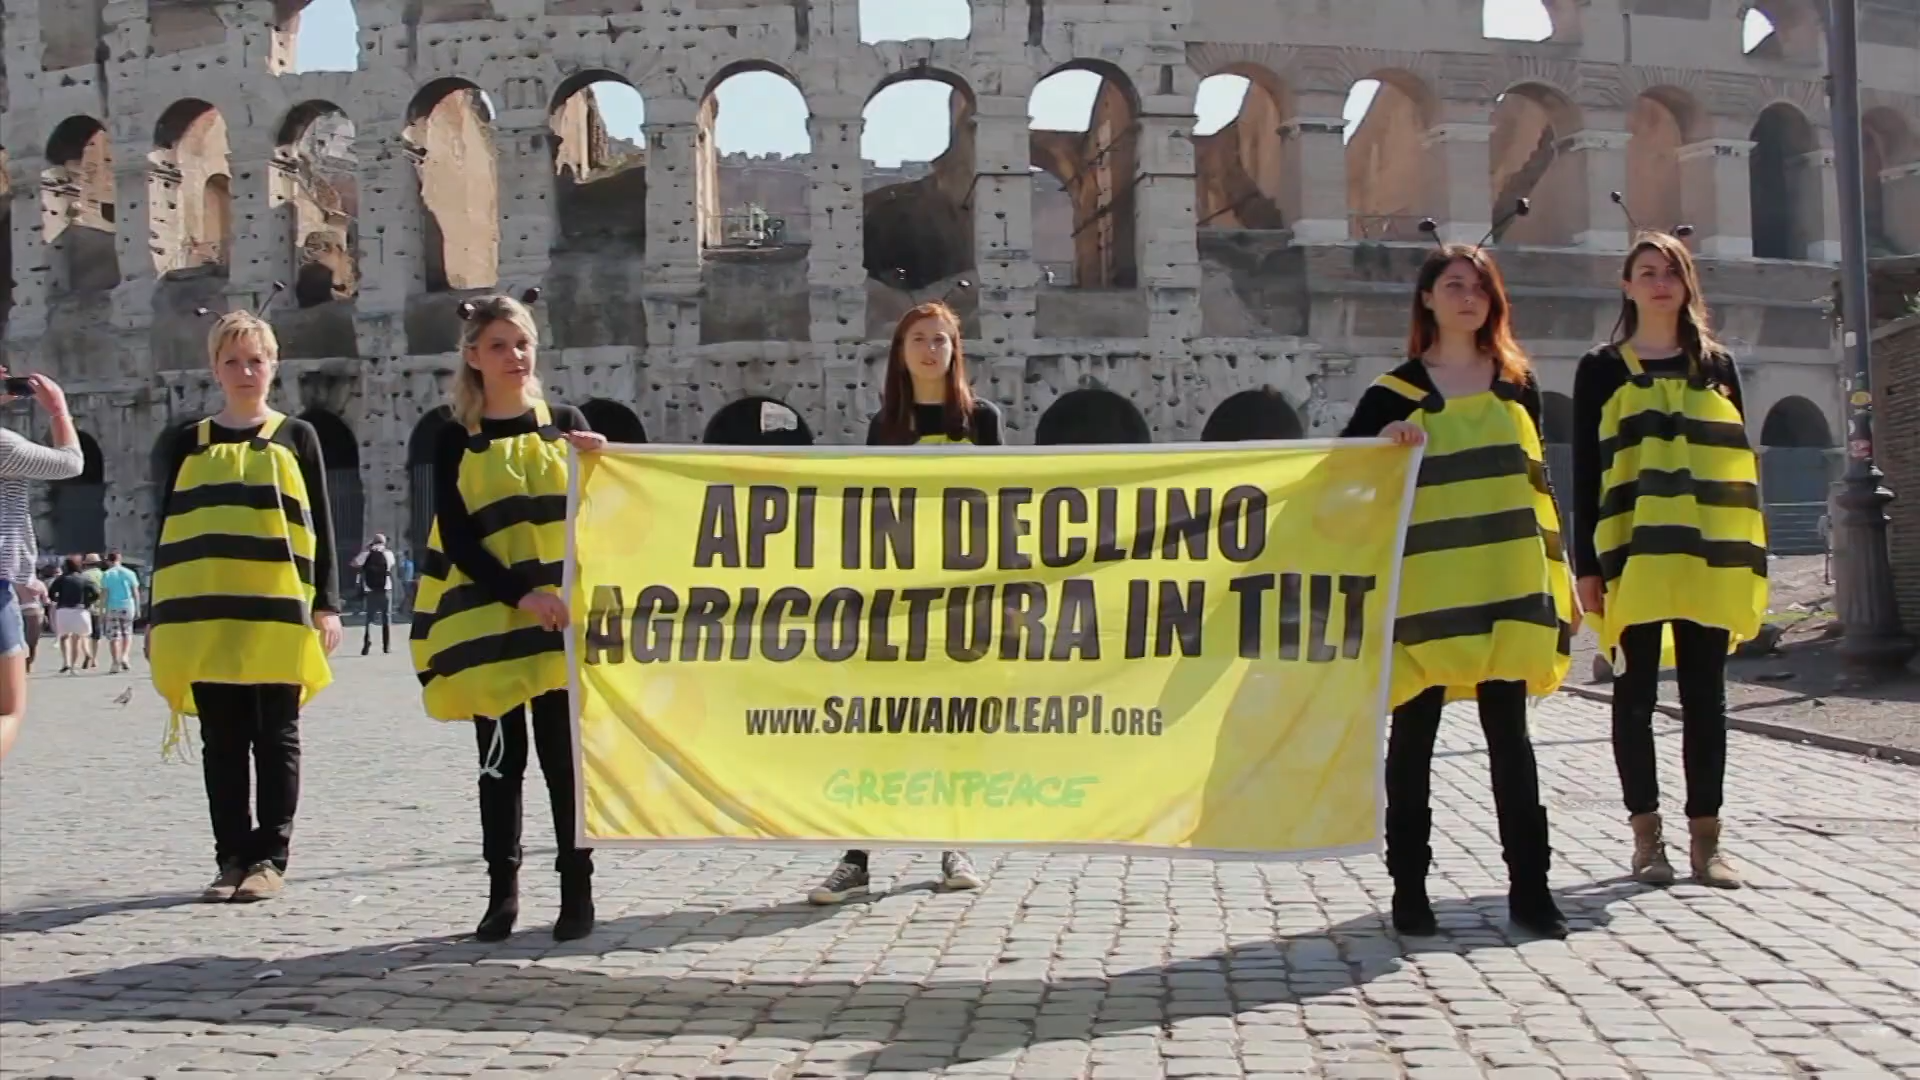 API IN DECLINO
AGRICOLTURA IN TILT
WWW.SALVIAMOLEAPI.ORG
GREENPEACE